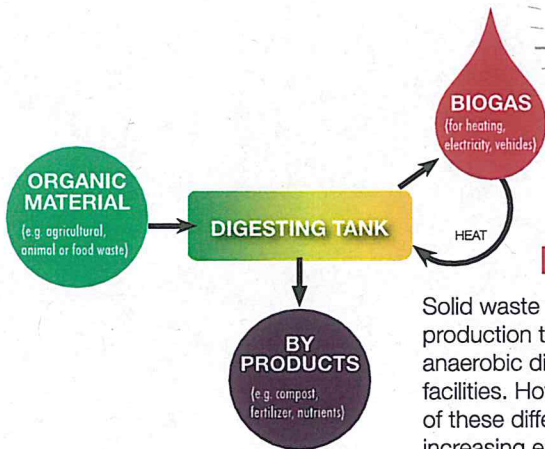 BIOGAS
(for heating,
electricity, vehicles)
ORGANIC
MATERIAL
(e.g. agricultural,
animal or food waste)
DIGESTING TANK
HEAT
BY
PRODUCTS
(e.g. compost,
fertilizer, nutrients)
Solid waste
production t
anaerobic di
facilities. Ho
of these diffe
increasing e